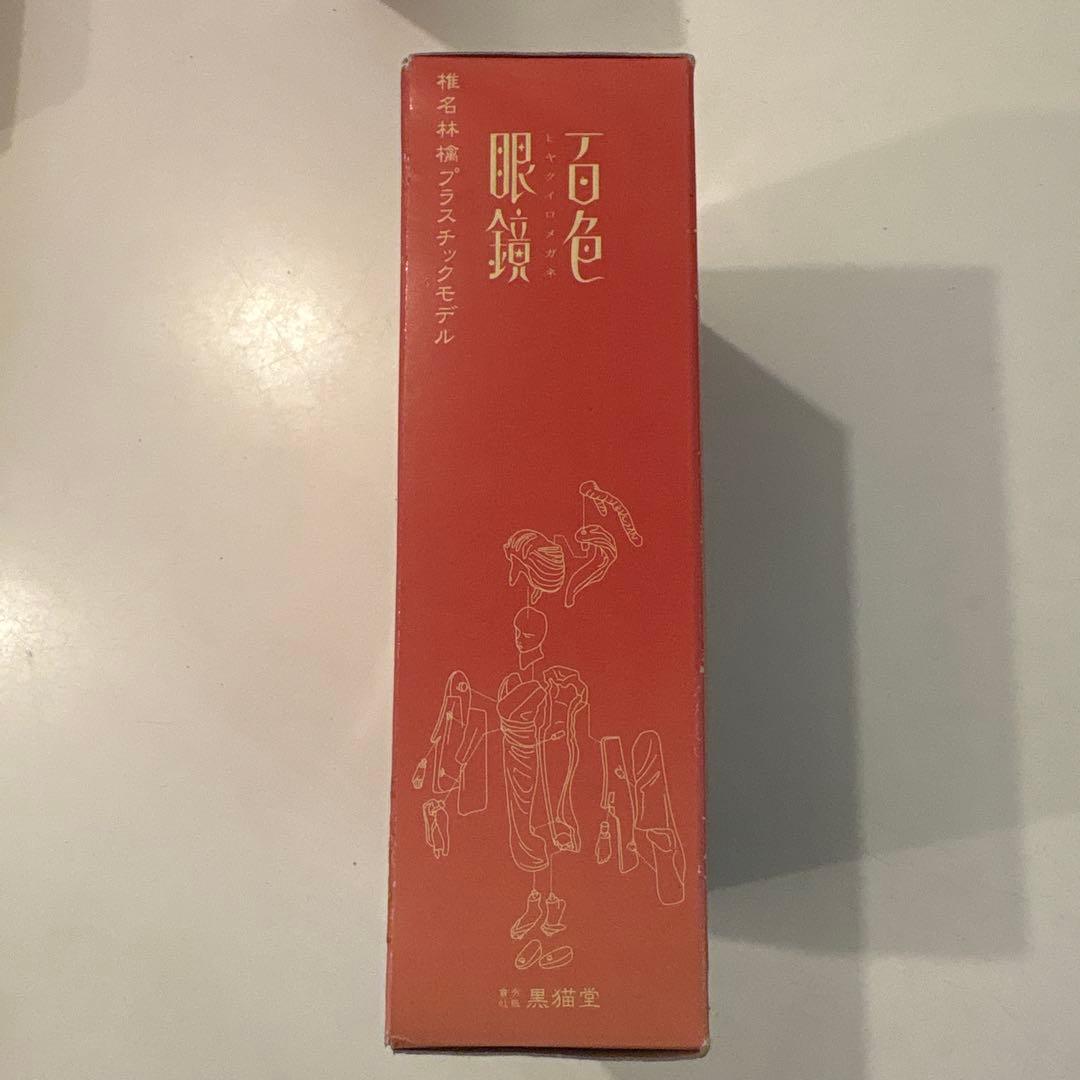 百色
眼鏡
ヒヤクイロメガネ
椎名林檎プラスチックモデル
黒猫堂